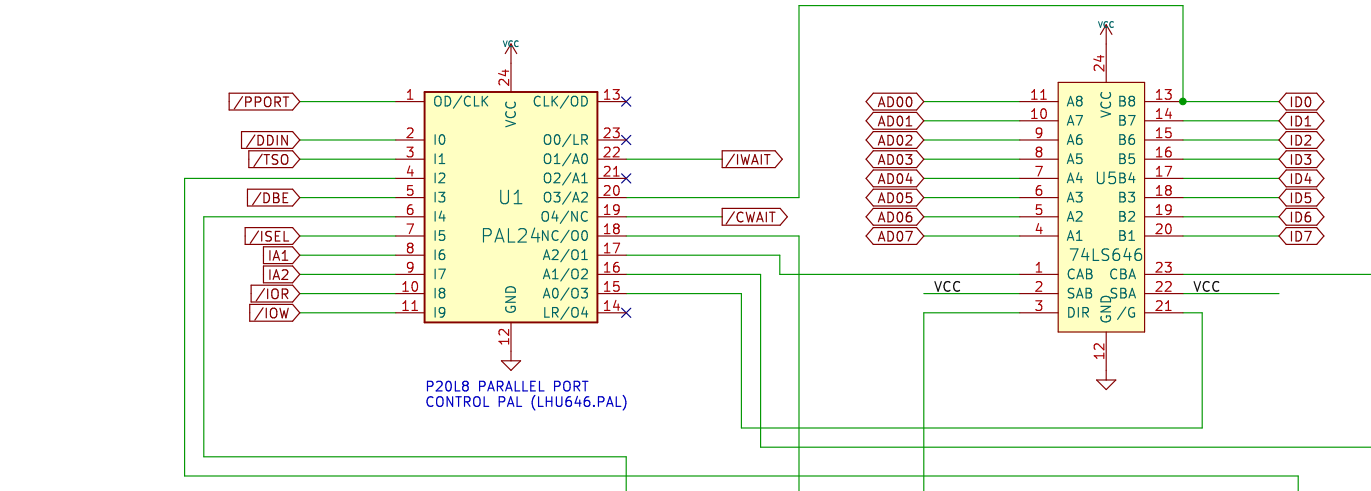 VCC
24
/PPORT 1 OD/CLK VCC CLK/OD 13
/DDIN 2 I0 O0/LR 23
/TSO 3 I1 O1/A0 22 /IWAIT
4 I2 O2/A1 21
/DBE 5 I3 U1 O3/A2 20
6 I4 O4/NC 19 /CWAIT
/ISEL 7 I5 PAL24 NC/O0 18
IA1 8 I6 A2/O1 17
IA2 9 I7 A1/O2 16
/IOR 10 I8 GND A0/O3 15
/IOW 11 I9 LR/O4 14
12
P20L8 PARALLEL PORT
CONTROL PAL (LHU646.PAL)
VCC
24
AD00 11 A8 VCC B8 13 ID0
AD01 10 A7 B7 14 ID1
AD02 9 A6 B6 15 ID2
AD03 8 A5 B5 16 ID3
AD04 7 A4 U5 B4 17 ID4
AD05 6 A3 B3 18 ID5
AD06 5 A2 B2 19 ID6
AD07 4 A1 B1 20 ID7
74LS646
1 CAB CBA 23
VCC 2 SAB SBA 22 VCC
3 DIR GND /G 21
12